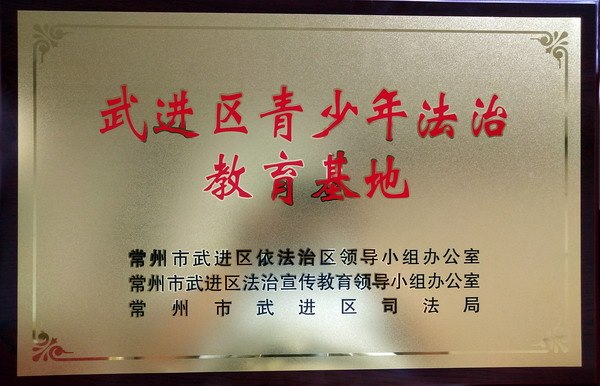 武进区青少年法治
教育基地
常州市武进区依法治区领导小组办公室
常州市武进区法治宣传教育领导小组办公室
常州市武进区司法局